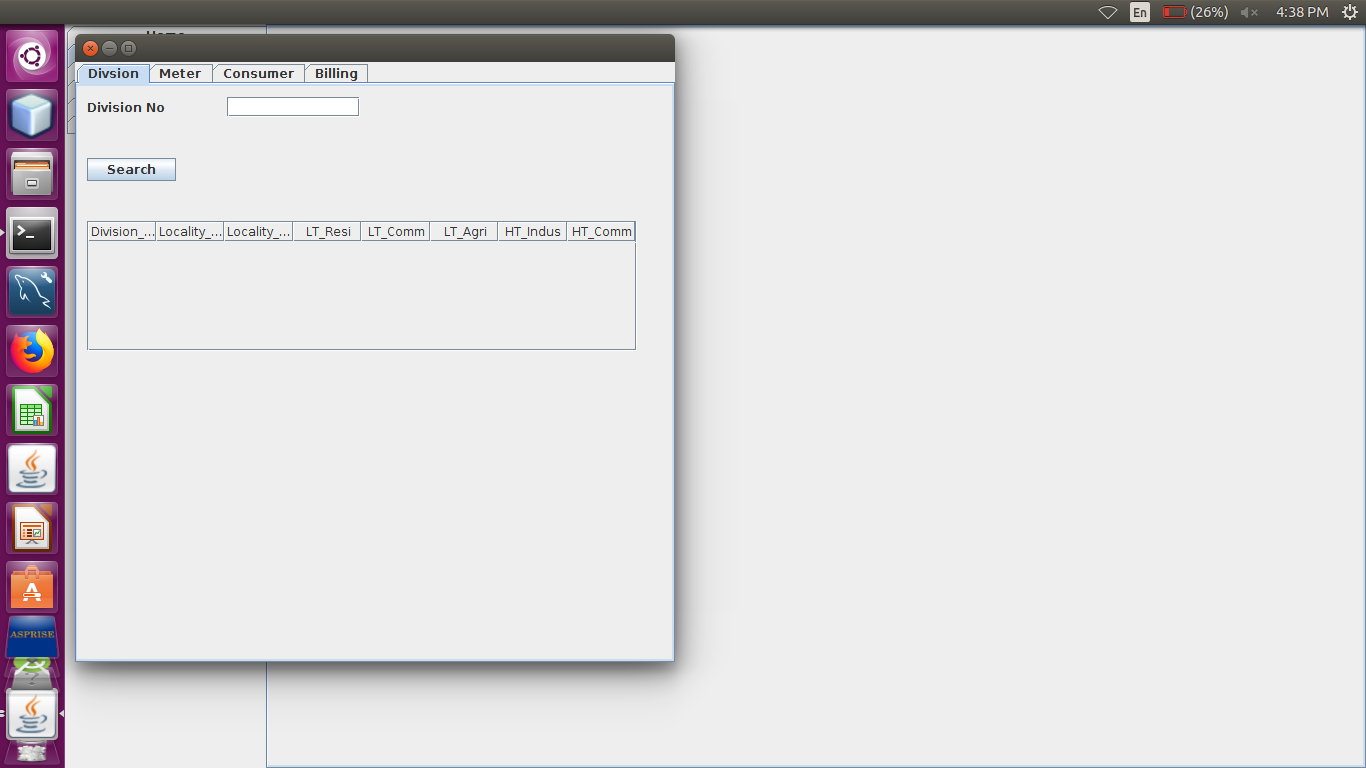 En (26%) 4:38 PM
Divsion Meter Consumer Billing
Division No
Search
Division_... Locality_... Locality_... LT_Resi LT_Comm LT_Agri HT_Indus HT_Comm
ASPRISE